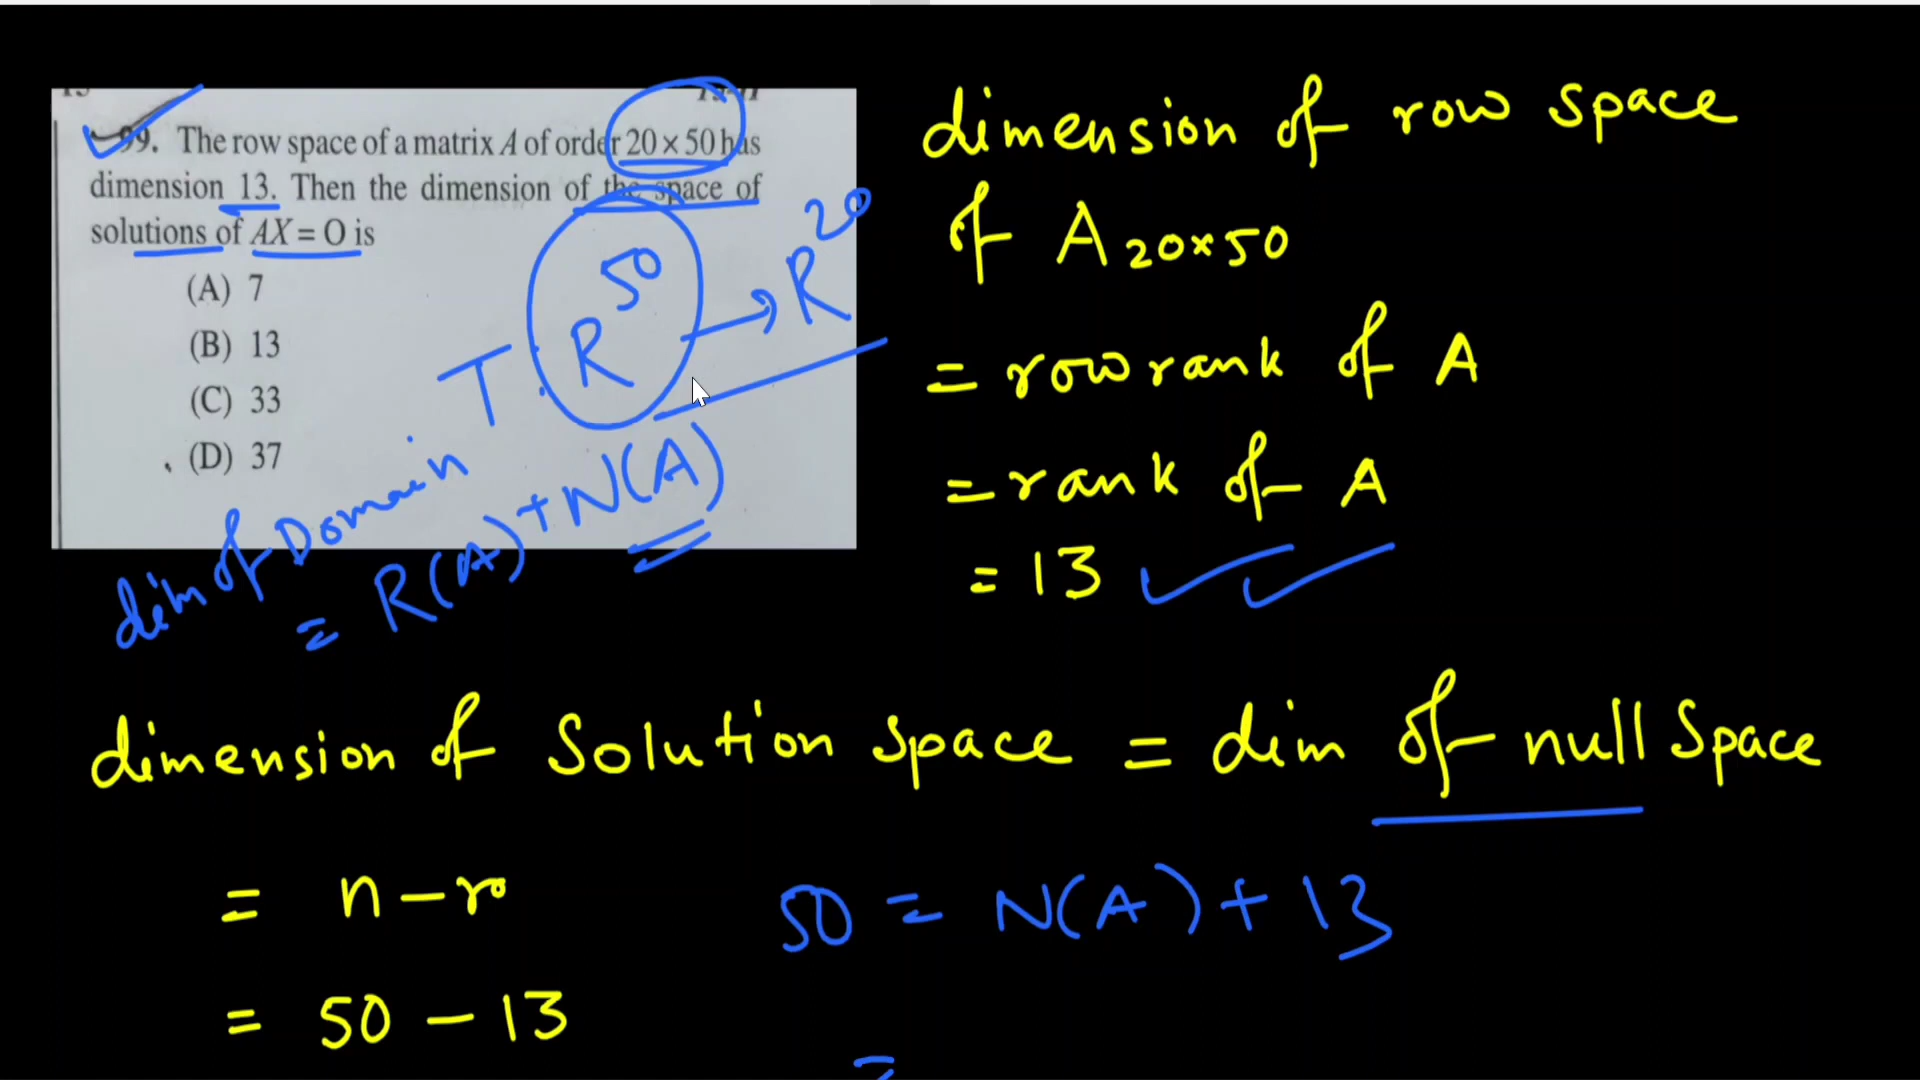 99. The row space of a matrix A of order 20 × 50 has
dimension 13. Then the dimension of the space of
solutions of AX = O is
(A) 7
(B) 13
(C) 33
(D) 37
T: R^50 → R^20
dim of Domain
= R(A) + N(A)
dimension of row space
of A 20×50
= row rank of A
= rank of A
= 13
dimension of Solution Space = dim of null Space
= n - r
50 = N(A) + 13
= 50 - 13
=